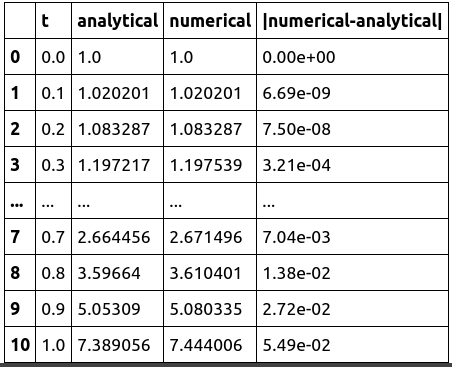 t analytical numerical |numerical-analytical|
0 0.0 1.0 1.0 0.00e+00
1 0.1 1.020201 1.020201 6.69e-09
2 0.2 1.083287 1.083287 7.50e-08
3 0.3 1.197217 1.197539 3.21e-04
... ... ... ... ...
7 0.7 2.664456 2.671496 7.04e-03
8 0.8 3.59664 3.610401 1.38e-02
9 0.9 5.05309 5.080335 2.72e-02
10 1.0 7.389056 7.444006 5.49e-02